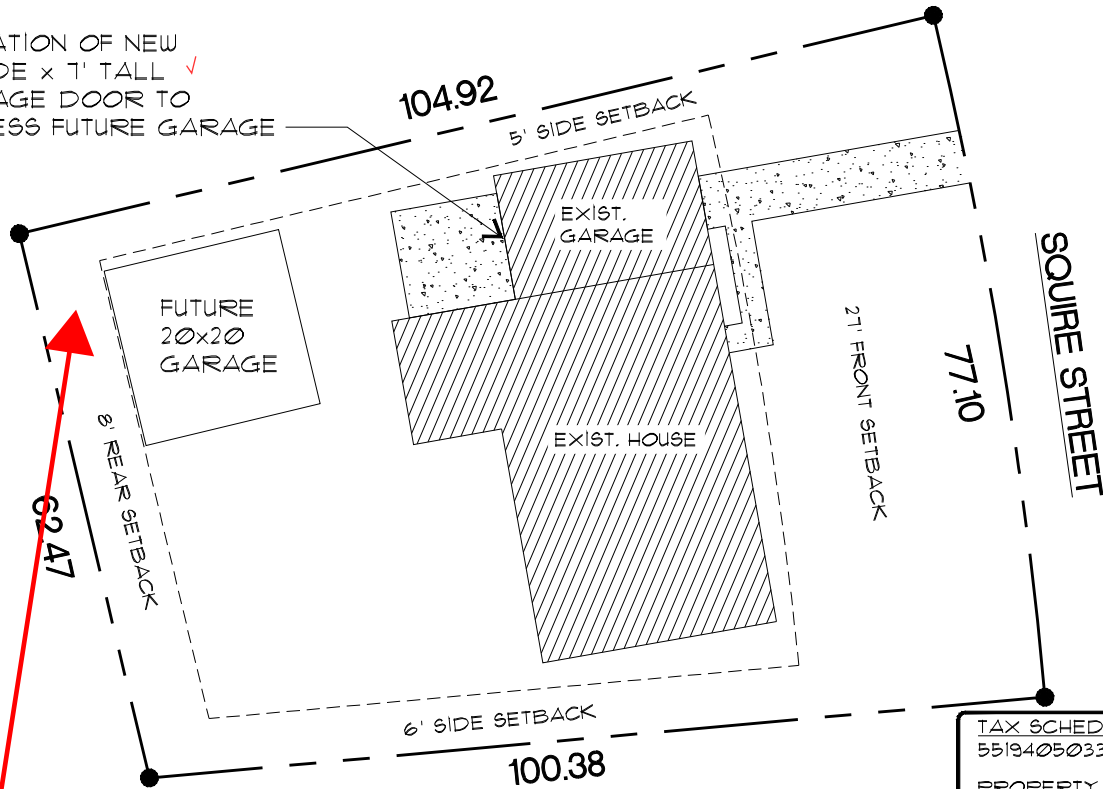 ATION OF NEW
DE x 7' TALL
AGE DOOR TO
ESS FUTURE GARAGE
104.92
5' SIDE SETBACK
EXIST.
GARAGE
SQUIRE STREET
FUTURE
20x20
GARAGE
27' FRONT SETBACK
77.10
8' REAR SETBACK
EXIST. HOUSE
62.47
6' SIDE SETBACK
100.38
TAX SCHED
5519405033
PROPERTY